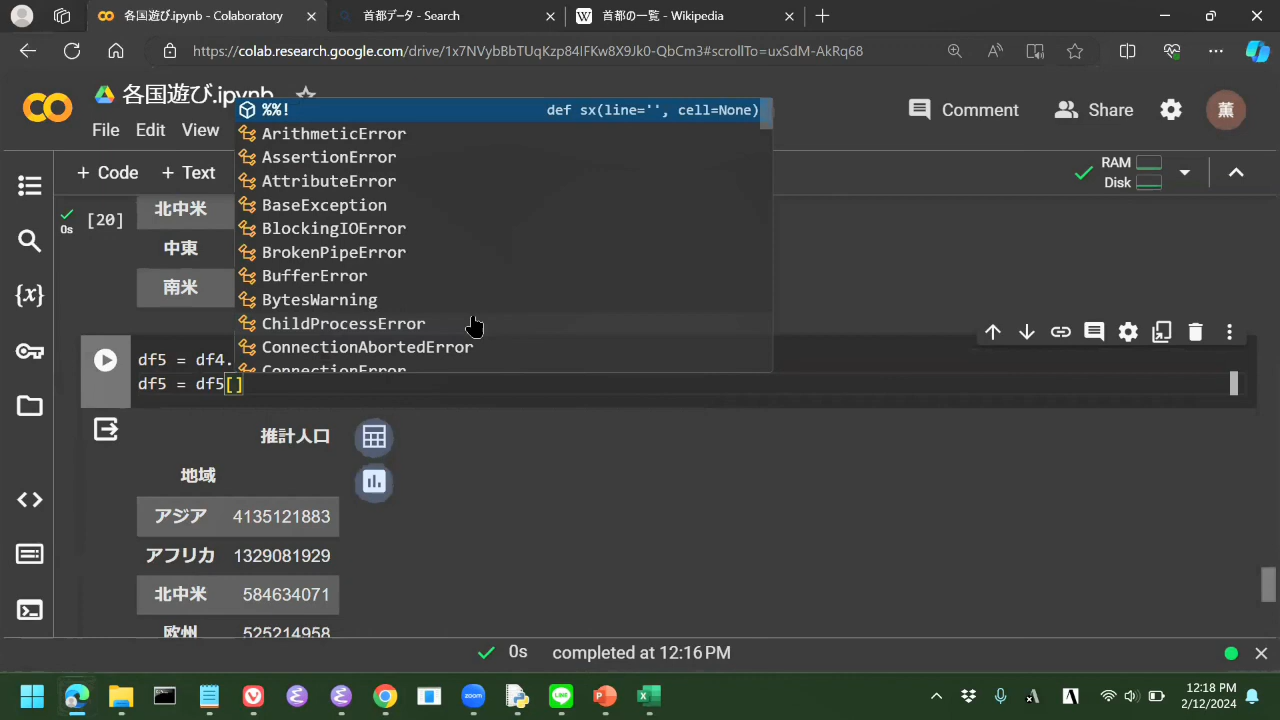 各国遊び.ipynb - Colaboratory
首都データ - Search
首都の一覧 - Wikipedia
https://colab.research.google.com/drive/1x7NVybBbTUqKzp84IFKw8X9Jk0-QbCm3#scrollTo=uxSdM-AkRq68
各国遊び.ipynb
File Edit View
Comment
Share
薫
+ Code + Text
RAM
Disk
%%! def sx(line='', cell=None)
ArithmeticError
AssertionError
AttributeError
BaseException
BlockingIOError
BrokenPipeError
BufferError
BytesWarning
ChildProcessError
ConnectionAbortedError
ConnectionError
0s
[20]
北中米
中東
南米
df5 = df4.
df5 = df5[]
推計人口
地域
アジア 4135121883
アフリカ 1329081929
北中米 584634071
欧州 525214958
0s completed at 12:16 PM
zoom
LINE
A
12:18 PM
2/12/2024